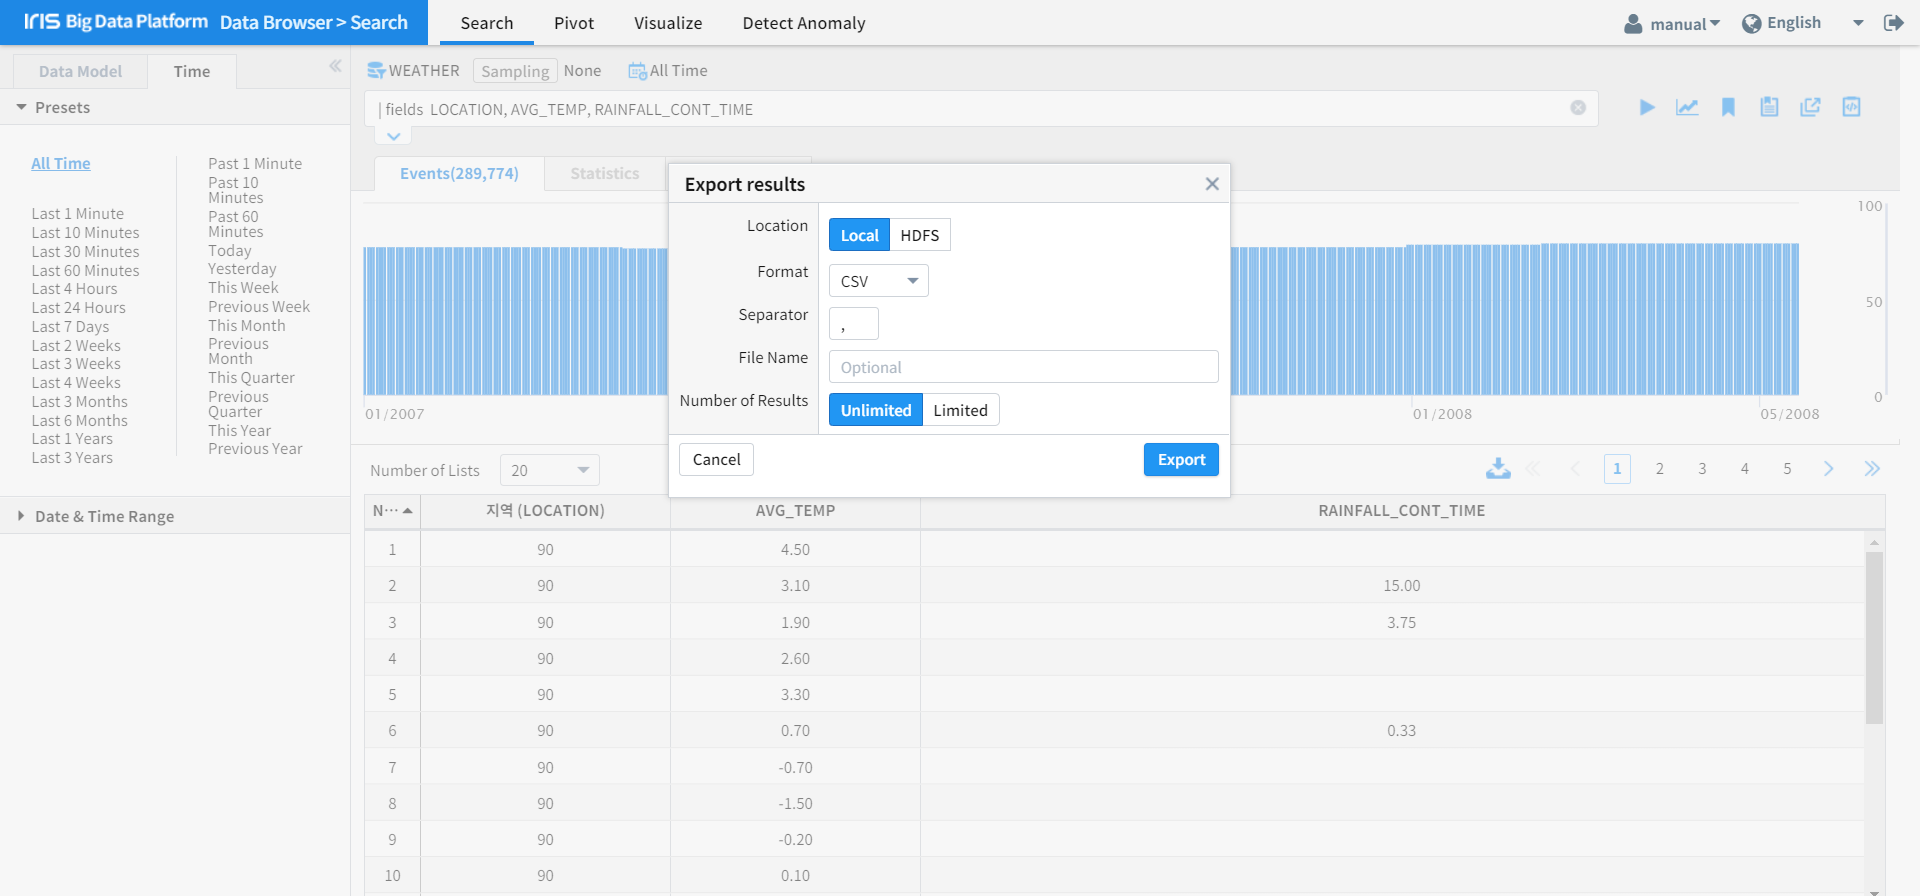 IRIS Big Data Platform Data Browser > Search
Search Pivot Visualize Detect Anomaly
manual English
Data Model Time
WEATHER Sampling None All Time
Presets
| fields LOCATION, AVG_TEMP, RAINFALL_CONT_TIME
All Time
Last 1 Minute
Last 10 Minutes
Last 30 Minutes
Last 60 Minutes
Last 4 Hours
Last 24 Hours
Last 7 Days
Last 2 Weeks
Last 3 Weeks
Last 4 Weeks
Last 3 Months
Last 6 Months
Last 1 Years
Last 3 Years
Past 1 Minute
Past 10
Minutes
Past 60
Minutes
Today
Yesterday
This Week
Previous Week
This Month
Previous
Month
This Quarter
Previous
Quarter
This Year
Previous Year
Date & Time Range
Events(289,774) Statistics
100
50
0
01/2007 01/2008 05/2008
Export results
Location Local HDFS
Format CSV
Separator ,
File Name Optional
Number of Results Unlimited Limited
Cancel Export
Number of Lists 20
1 2 3 4 5
N··· 지역 (LOCATION) AVG_TEMP RAINFALL_CONT_TIME
1 90 4.50
2 90 3.10 15.00
3 90 1.90 3.75
4 90 2.60
5 90 3.30
6 90 0.70 0.33
7 90 -0.70
8 90 -1.50
9 90 -0.20
10 90 0.10